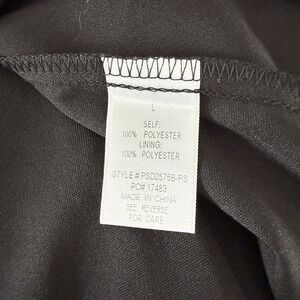 L
SELF:
100% POLYESTER
LINING:
100% POLYESTER
STYLE # PSD2575B-PS
PO# 17483
MADE IN CHINA
SEE REVERSE
FOR CARE